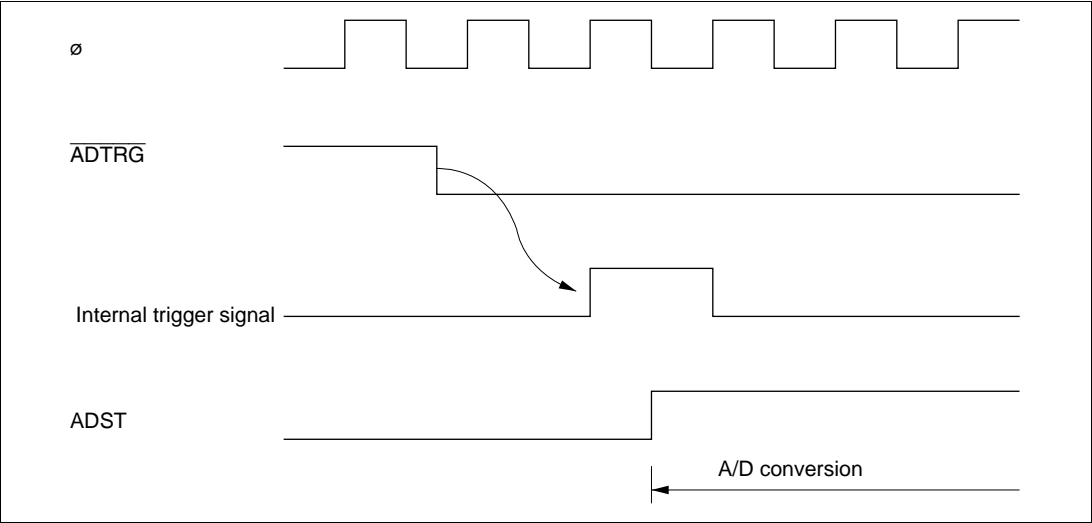 ø
ADTRG
Internal trigger signal
ADST
A/D conversion